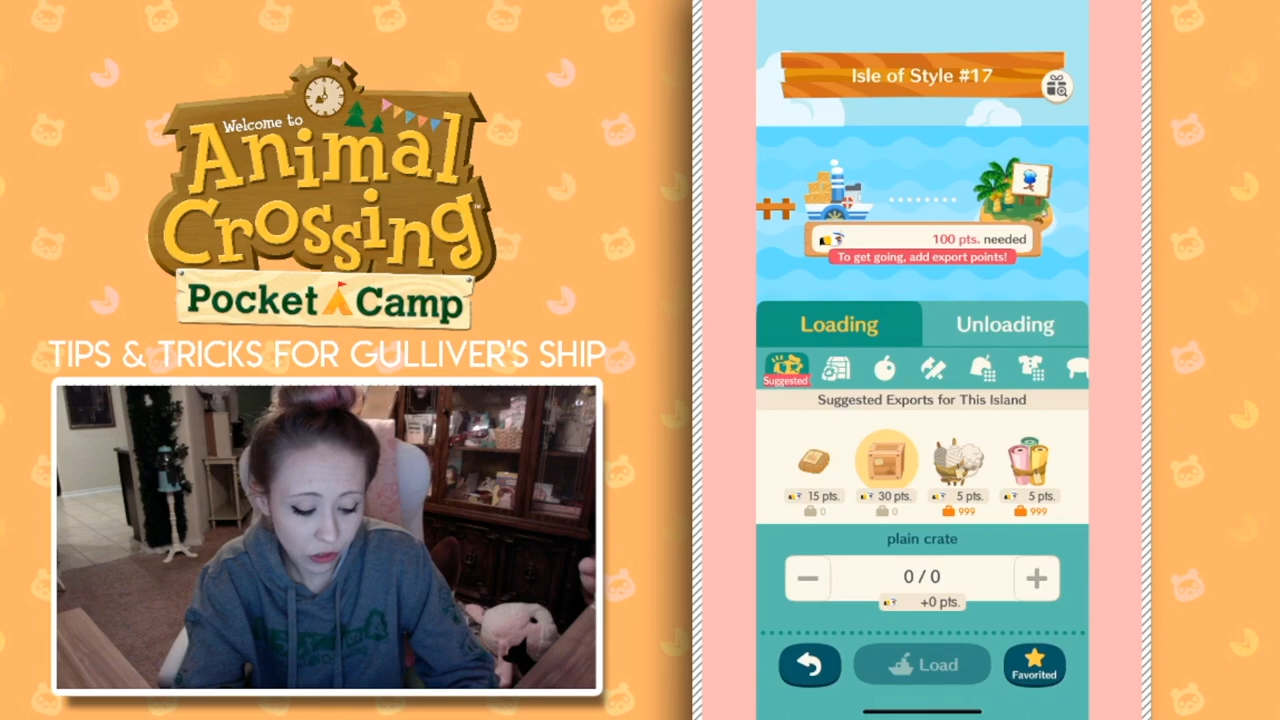 Welcome to
Animal
Crossing
Pocket Camp
TIPS & TRICKS FOR GULLIVER'S SHIP
Isle of Style #17
100 pts. needed
To get going, add export points!
Loading
Unloading
Suggested
Suggested Exports for This Island
15 pts.
30 pts.
5 pts.
5 pts.
0
0
999
999
plain crate
0 / 0
+0 pts.
Load
Favorited